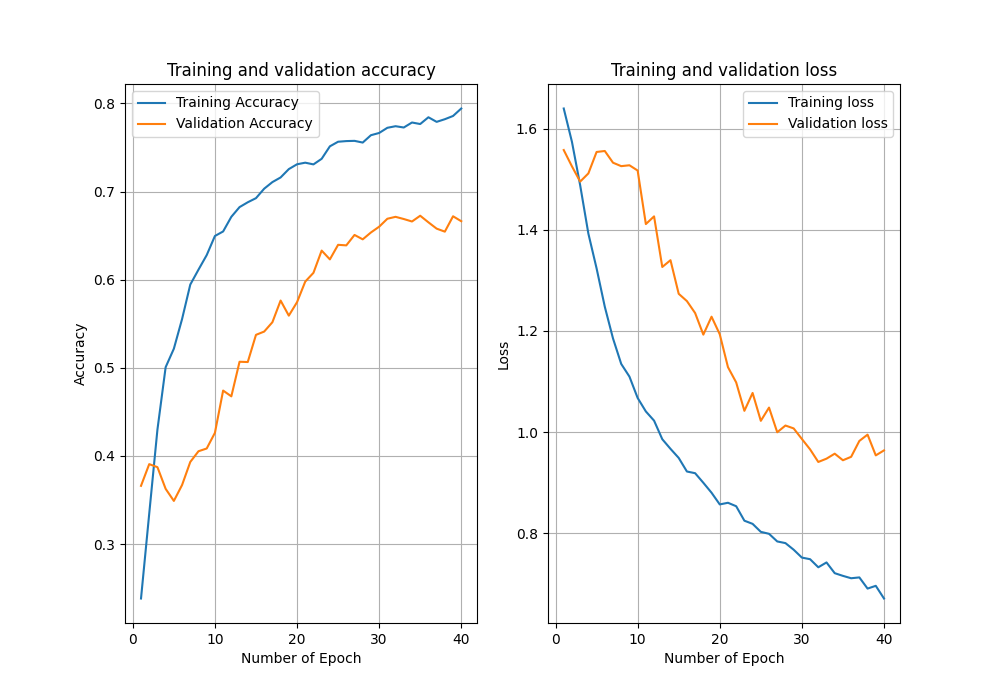 Training and validation accuracy
Training Accuracy
Validation Accuracy
0.8
0.7
0.6
0.5
0.4
0.3
Accuracy
0 10 20 30 40
Number of Epoch
Training and validation loss
Training loss
Validation loss
1.6
1.4
1.2
1.0
0.8
Loss
0 10 20 30 40
Number of Epoch